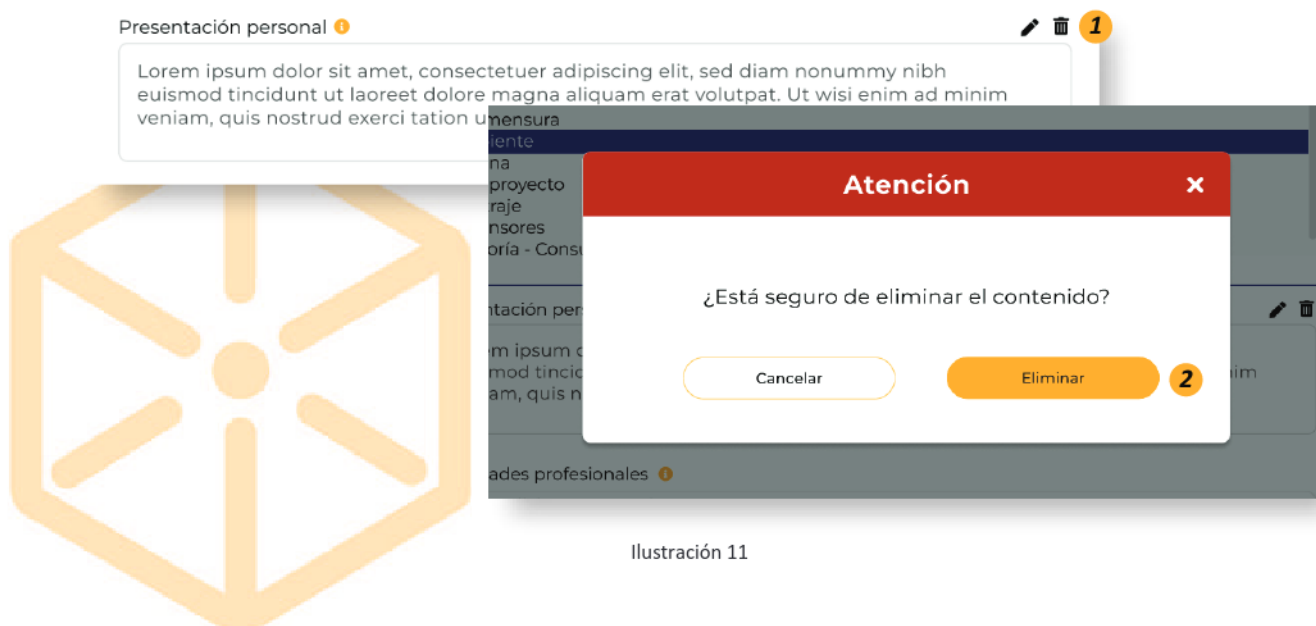 Presentación personal
1
Lorem ipsum dolor sit amet, consectetuer adipiscing elit, sed diam nonummy nibh
euismod tincidunt ut laoreet dolore magna aliquam erat volutpat. Ut wisi enim ad minim
veniam, quis nostrud exerci tation u
mensura
iente
na
proyecto
raje
nsores
oría - Consu
Atención
¿Está seguro de eliminar el contenido?
Cancelar
Eliminar
2
ntación per
m ipsum d
mod tincid
am, quis n
nim
ades profesionales
Ilustración 11